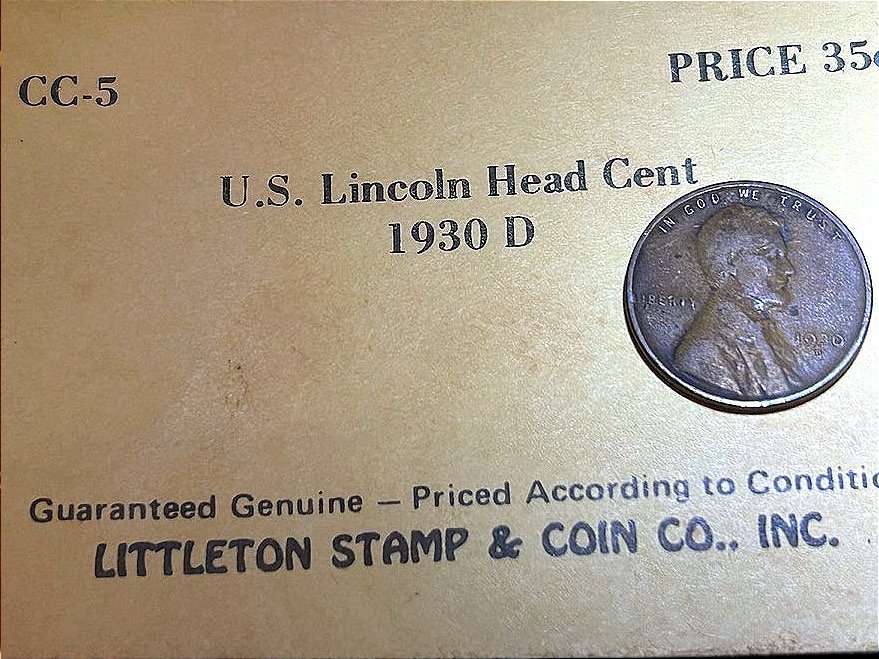 CC-5
PRICE 35¢
U.S. Lincoln Head Cent
1930 D
IN GOD WE TRUST
LIBERTY
1930
D
Guaranteed Genuine — Priced According to Conditio
LITTLETON STAMP & COIN CO., INC.